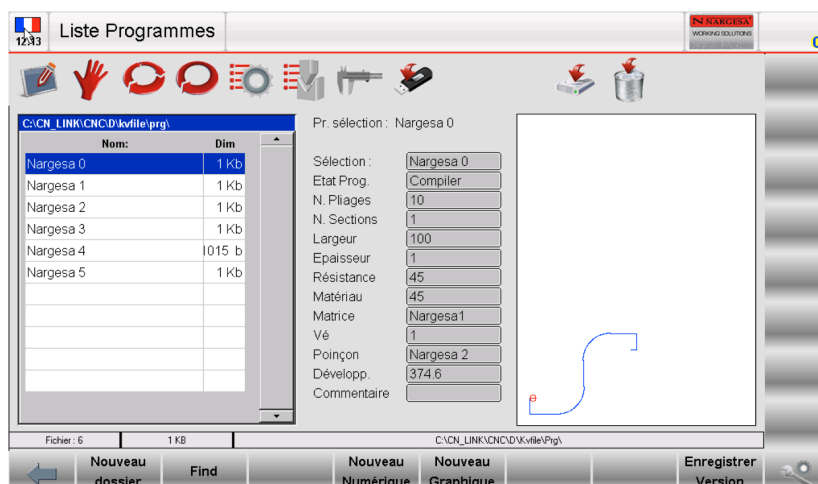 12:13
Liste Programmes
NARGESA
WORKING SOLUTIONS
C:\CN_LINK\CNC\D\kvfile\prg\
Nom: Dim
Nargesa 0 1 Kb
Nargesa 1 1 Kb
Nargesa 2 1 Kb
Nargesa 3 1 Kb
Nargesa 4 1015 b
Nargesa 5 1 Kb
Pr. sélection : Nargesa 0
Sélection : Nargesa 0
Etat Prog. Compiler
N. Pliages 10
N. Sections 1
Largeur 100
Epaisseur 1
Résistance 45
Matériau 45
Matrice Nargesa1
Vé 1
Poinçon Nargesa 2
Développ. 374.6
Commentaire
Fichier : 6 1 KB C:\CN_LINK\CNC\D\Kvfile\Prg\
Nouveau
dossier
Find
Nouveau
Numérique
Nouveau
Graphique
Enregistrer
Version